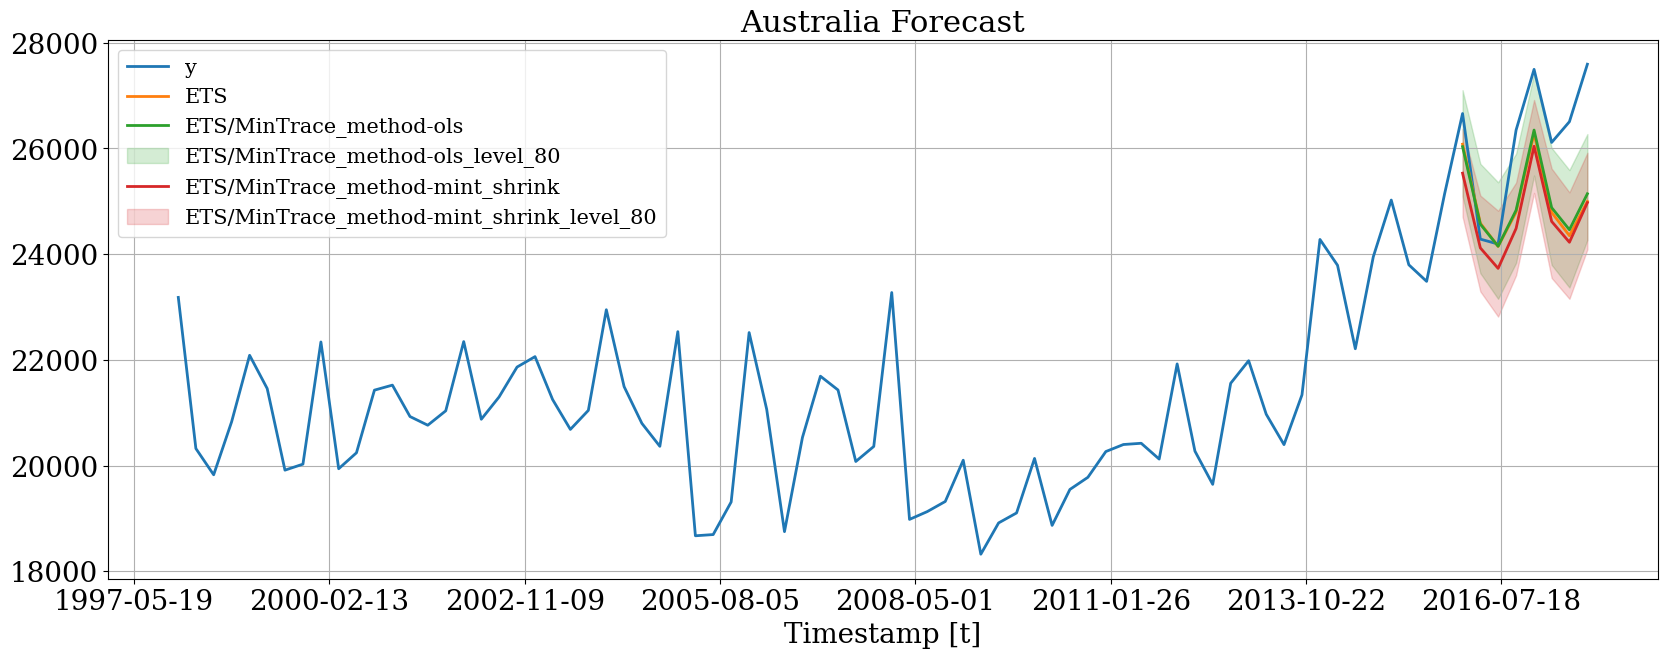 Australia Forecast
28000
26000
24000
22000
20000
18000
y
ETS
ETS/MinTrace_method-ols
ETS/MinTrace_method-ols_level_80
ETS/MinTrace_method-mint_shrink
ETS/MinTrace_method-mint_shrink_level_80
1997-05-19 2000-02-13 2002-11-09 2005-08-05 2008-05-01 2011-01-26 2013-10-22 2016-07-18
Timestamp [t]